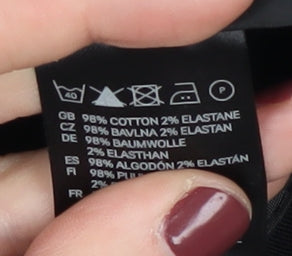 40 P
GB 98% COTTON 2% ELASTANE
CZ 98% BAVLNA 2% ELASTAN
DE 98% BAUMWOLLE
2% ELASTHAN
ES 98% ALGODÓN 2% ELASTÁN
FI 98%
2%
FR